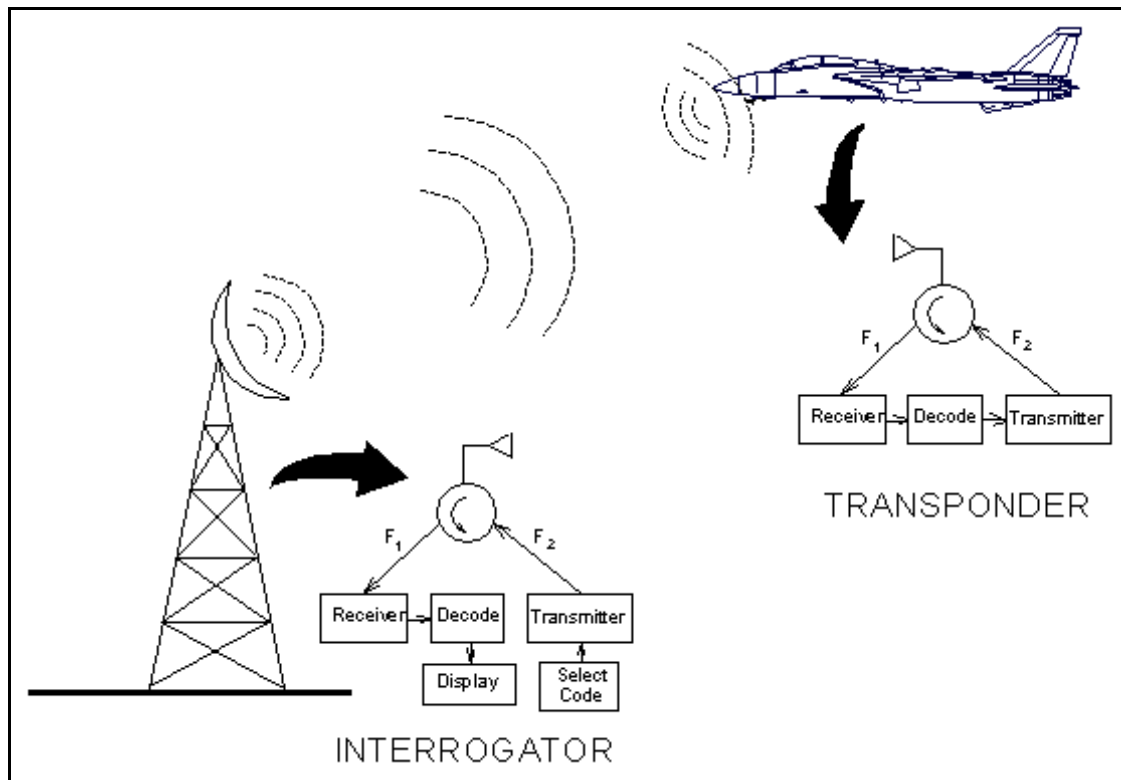 F1
F2
Receiver
Decode
Transmitter
TRANSPONDER
F1
F2
Receiver
Decode
Transmitter
Display
Select
Code
INTERROGATOR